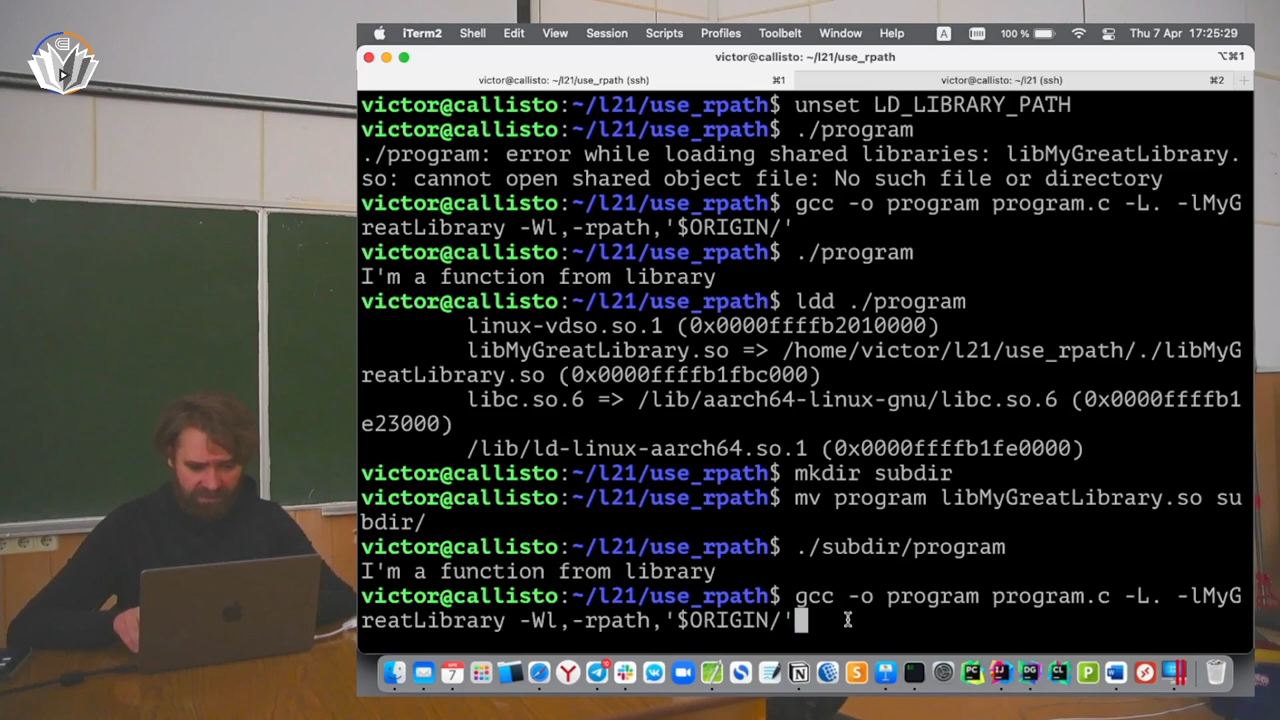 iTerm2 Shell Edit View Session Scripts Profiles Toolbelt Window Help A 100 % Thu 7 Apr 17:25:29
victor@callisto: ~/l21/use_rpath ⌥⌘1
victor@callisto: ~/l21/use_rpath (ssh) ⌘1 victor@callisto: ~/l21 (ssh) ⌘2
victor@callisto:~/l21/use_rpath$ unset LD_LIBRARY_PATH
victor@callisto:~/l21/use_rpath$ ./program
./program: error while loading shared libraries: libMyGreatLibrary.
so: cannot open shared object file: No such file or directory
victor@callisto:~/l21/use_rpath$ gcc -o program program.c -L. -lMyG
reatLibrary -Wl,-rpath,'$ORIGIN/'
victor@callisto:~/l21/use_rpath$ ./program
I'm a function from library
victor@callisto:~/l21/use_rpath$ ldd ./program
linux-vdso.so.1 (0x0000ffffb2010000)
libMyGreatLibrary.so => /home/victor/l21/use_rpath/./libMyG
reatLibrary.so (0x0000ffffb1fbc000)
libc.so.6 => /lib/aarch64-linux-gnu/libc.so.6 (0x0000ffffb1
e23000)
/lib/ld-linux-aarch64.so.1 (0x0000ffffb1fe0000)
victor@callisto:~/l21/use_rpath$ mkdir subdir
victor@callisto:~/l21/use_rpath$ mv program libMyGreatLibrary.so su
bdir/
victor@callisto:~/l21/use_rpath$ ./subdir/program
I'm a function from library
victor@callisto:~/l21/use_rpath$ gcc -o program program.c -L. -lMyG
reatLibrary -Wl,-rpath,'$ORIGIN/'